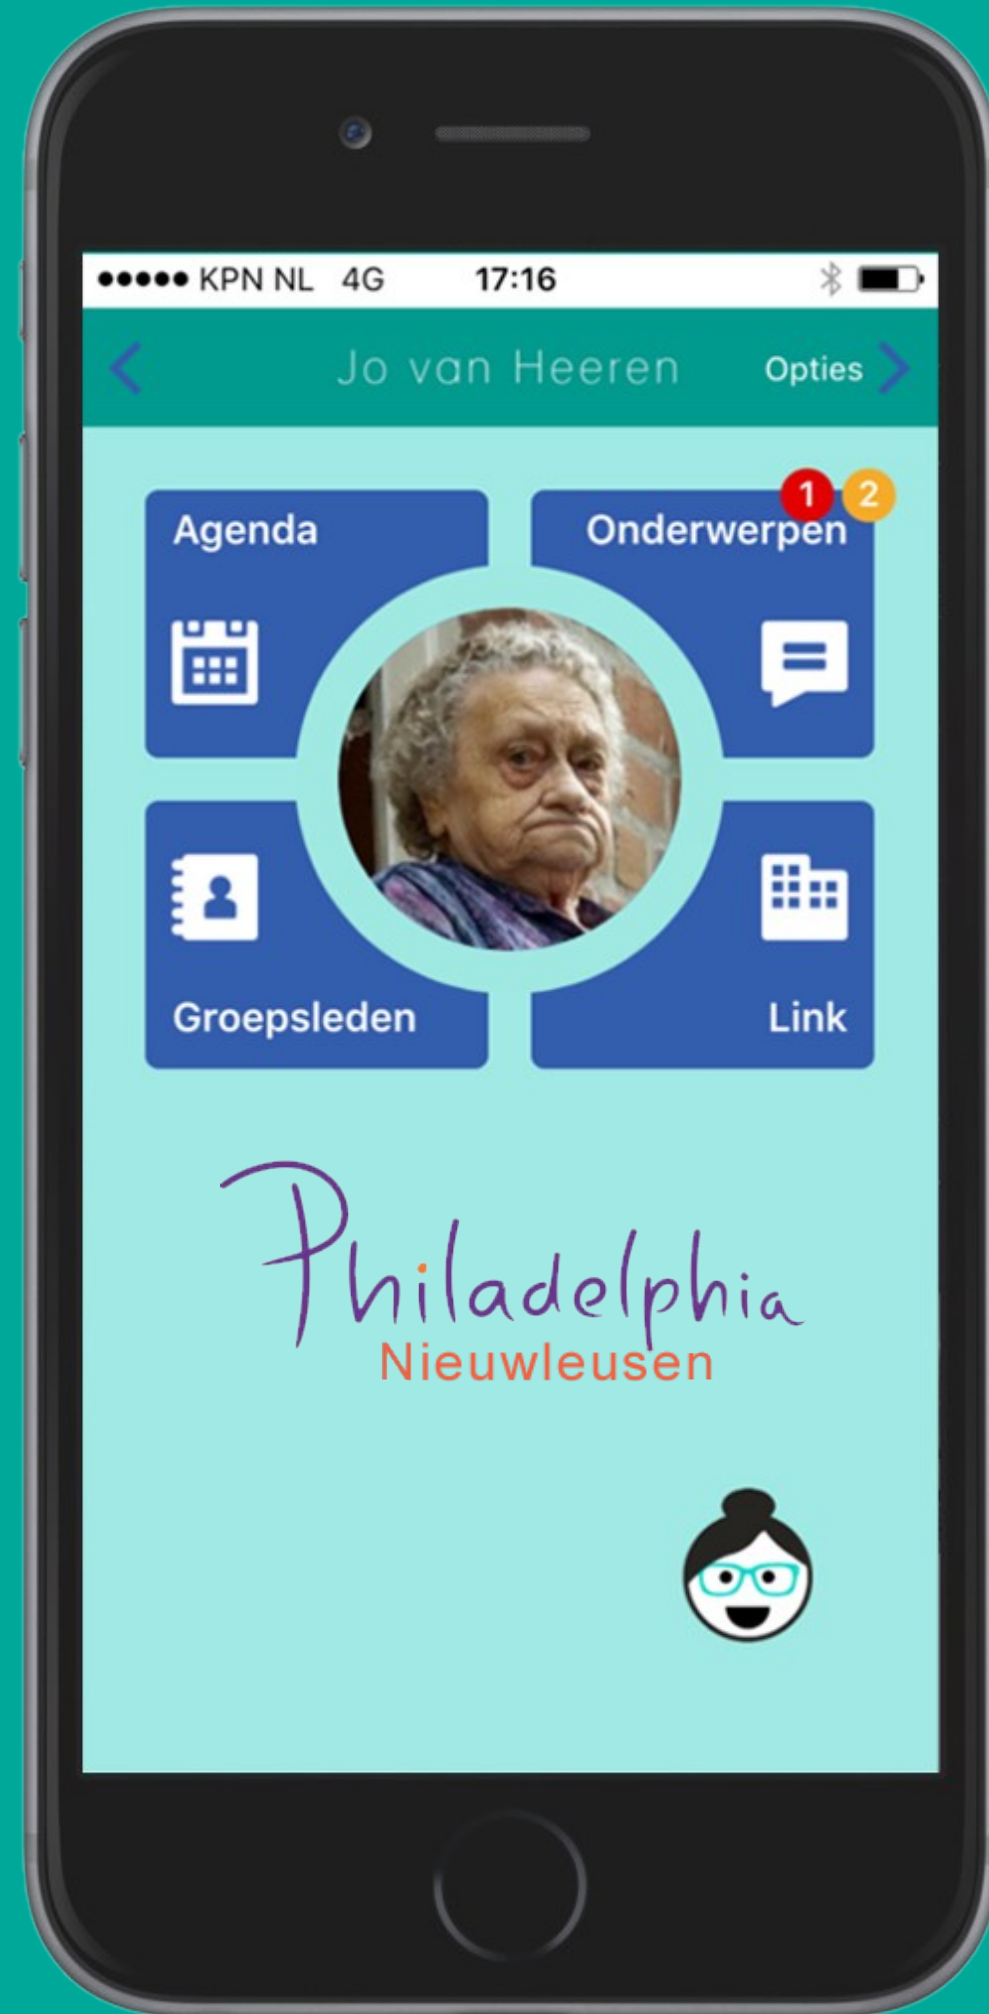 KPN NL 4G 17:16
Jo van Heeren Opties
1 2
Agenda Onderwerpen
Groepsleden Link
Philadelphia
Nieuwleusen